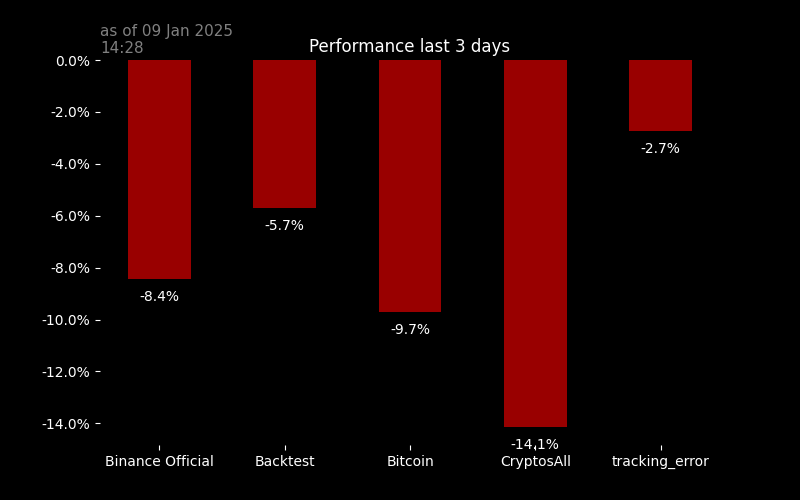 as of 09 Jan 2025
14:28
Performance last 3 days
0.0%
-2.0%
-4.0%
-6.0%
-8.0%
-10.0%
-12.0%
-14.0%
-8.4%
-5.7%
-9.7%
-14.1%
-2.7%
Binance Official
Backtest
Bitcoin
CryptosAll
tracking_error